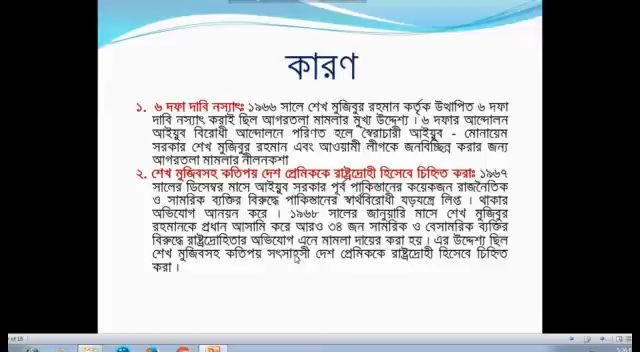 কারণ
১. ৬ দফা দাবি নস্যাৎঃ ১৯৬৬ সালে শেখ মুজিবুর রহমান কর্তৃক উত্থাপিত ৬ দফা
দাবি নস্যাৎ করাই ছিল আগরতলা মামলার মুখ্য উদ্দেশ্য । ৬ দফার আন্দোলন
আইয়ুব বিরোধী আন্দোলনে পরিণত হলে স্বৈরাচারী আইয়ুব - মোনায়েম
সরকার শেখ মুজিবুর রহমান এবং আওয়ামী লীগকে জনবিচ্ছিন্ন করার জন্য
আগরতলা মামলার নীলনকশা
২. শেখ মুজিবসহ কতিপয় দেশ প্রেমিককে রাষ্ট্রদ্রোহী হিসেবে চিহ্নিত করাঃ ১৯৬৭
সালের ডিসেম্বর মাসে আইয়ুব সরকার পূর্ব পাকিস্তানের কয়েকজন রাজনৈতিক
ও সামরিক ব্যক্তির বিরুদ্ধে পাকিস্তানের স্বার্থবিরোধী ষড়যন্ত্রে লিপ্ত । থাকার
অভিযোগ আনয়ন করে । ১৯৬৮ সালের জানুয়ারি মাসে শেখ মুজিবুর
রহমানকে প্রধান আসামি করে আরও ৩৪ জন সামরিক ও বেসামরিক ব্যক্তির
বিরুদ্ধে রাষ্ট্রদ্রোহিতার অভিযোগ এনে মামলা দায়ের করা হয় । এর উদ্দেশ্য ছিল
শেখ মুজিবসহ কতিপয় সৎসাহসী দেশ প্রেমিককে রাষ্ট্রদ্রোহী হিসেবে চিহ্নিত
করা ।